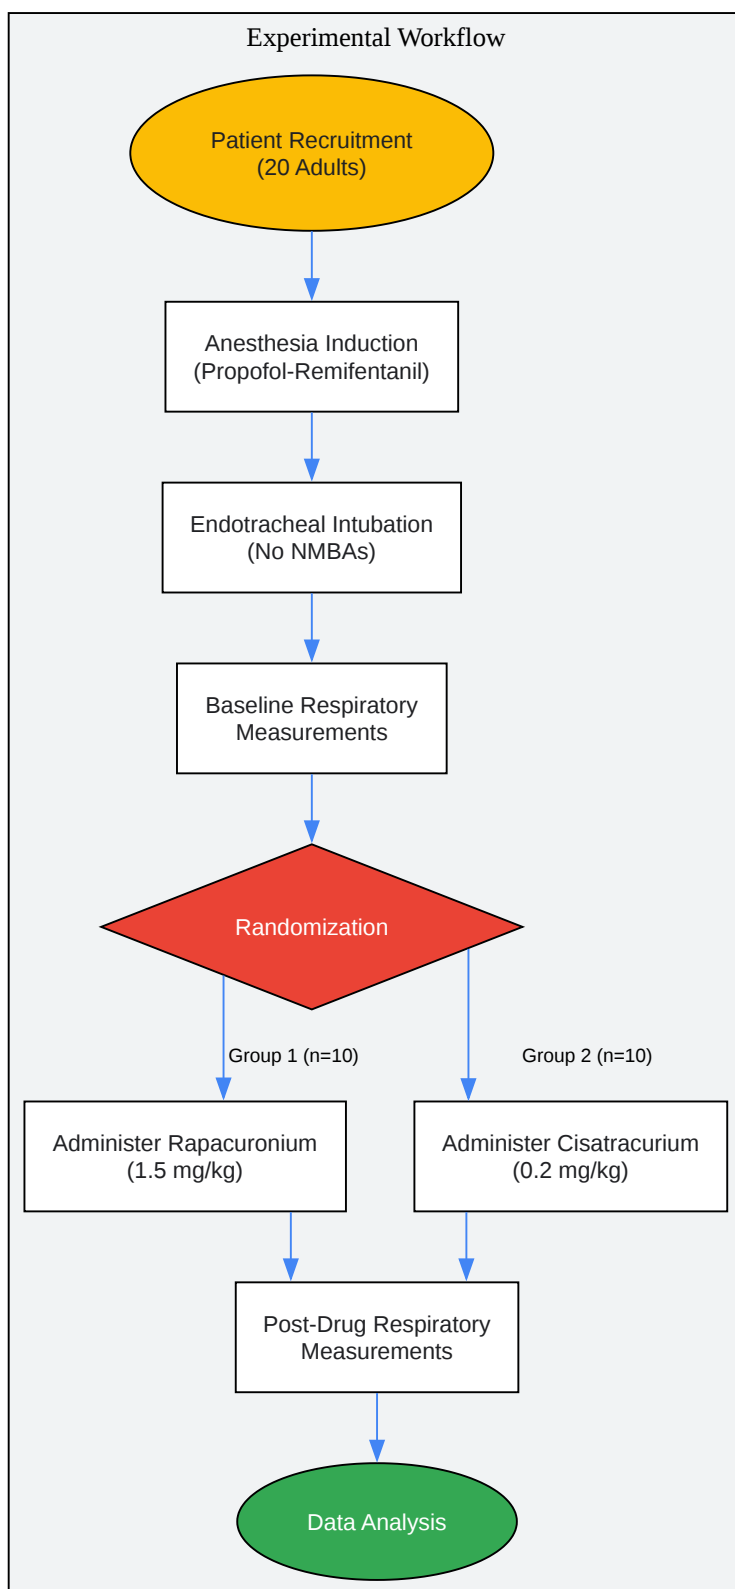 Experimental Workflow
Patient Recruitment
(20 Adults)
Anesthesia Induction
(Propofol-Remifentanil)
Endotracheal Intubation
(No NMBAs)
Baseline Respiratory
Measurements
Randomization
Group 1 (n=10)
Group 2 (n=10)
Administer Rapacuronium
(1.5 mg/kg)
Administer Cisatracurium
(0.2 mg/kg)
Post-Drug Respiratory
Measurements
Data Analysis